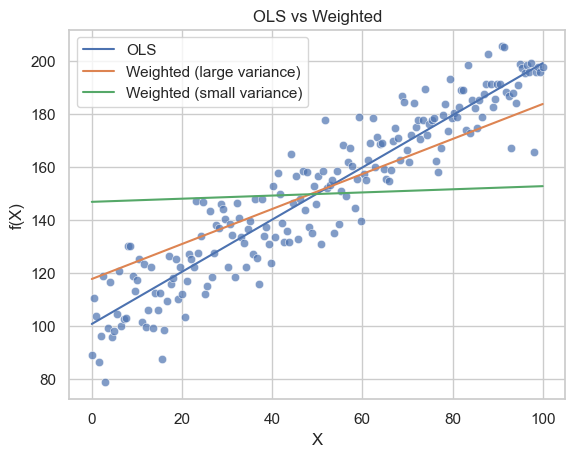 OLS vs Weighted
OLS
Weighted (large variance)
Weighted (small variance)
200
180
160
140
120
100
80
f(X)
0
20
40
60
80
100
X